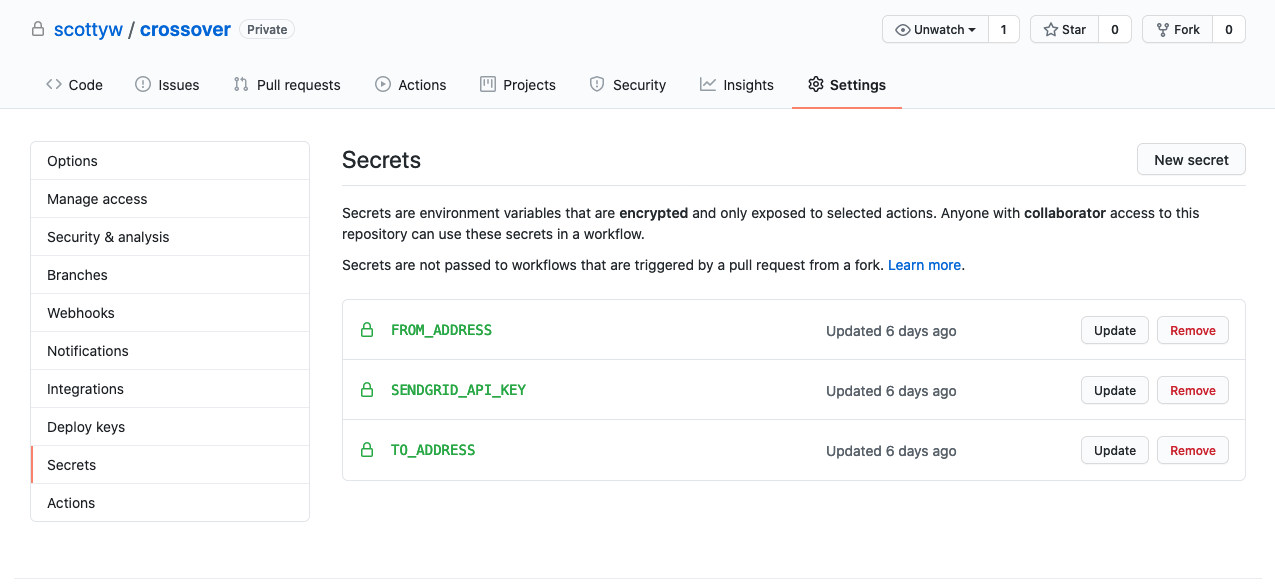 scottyw / crossover Private Unwatch 1 Star 0 Fork 0
Code Issues Pull requests Actions Projects Security Insights Settings
Options
Manage access
Security & analysis
Branches
Webhooks
Notifications
Integrations
Deploy keys
Secrets
Actions
Secrets New secret
Secrets are environment variables that are encrypted and only exposed to selected actions. Anyone with collaborator access to this
repository can use these secrets in a workflow.
Secrets are not passed to workflows that are triggered by a pull request from a fork. Learn more.
FROM_ADDRESS Updated 6 days ago Update Remove
SENDGRID_API_KEY Updated 6 days ago Update Remove
TO_ADDRESS Updated 6 days ago Update Remove